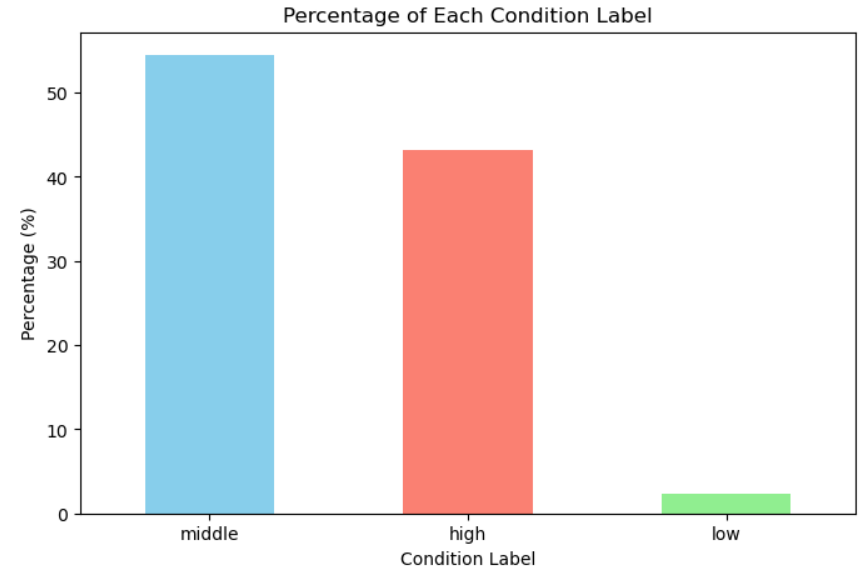 Percentage of Each Condition Label
Percentage (%)
50
40
30
20
10
0
middle high low
Condition Label